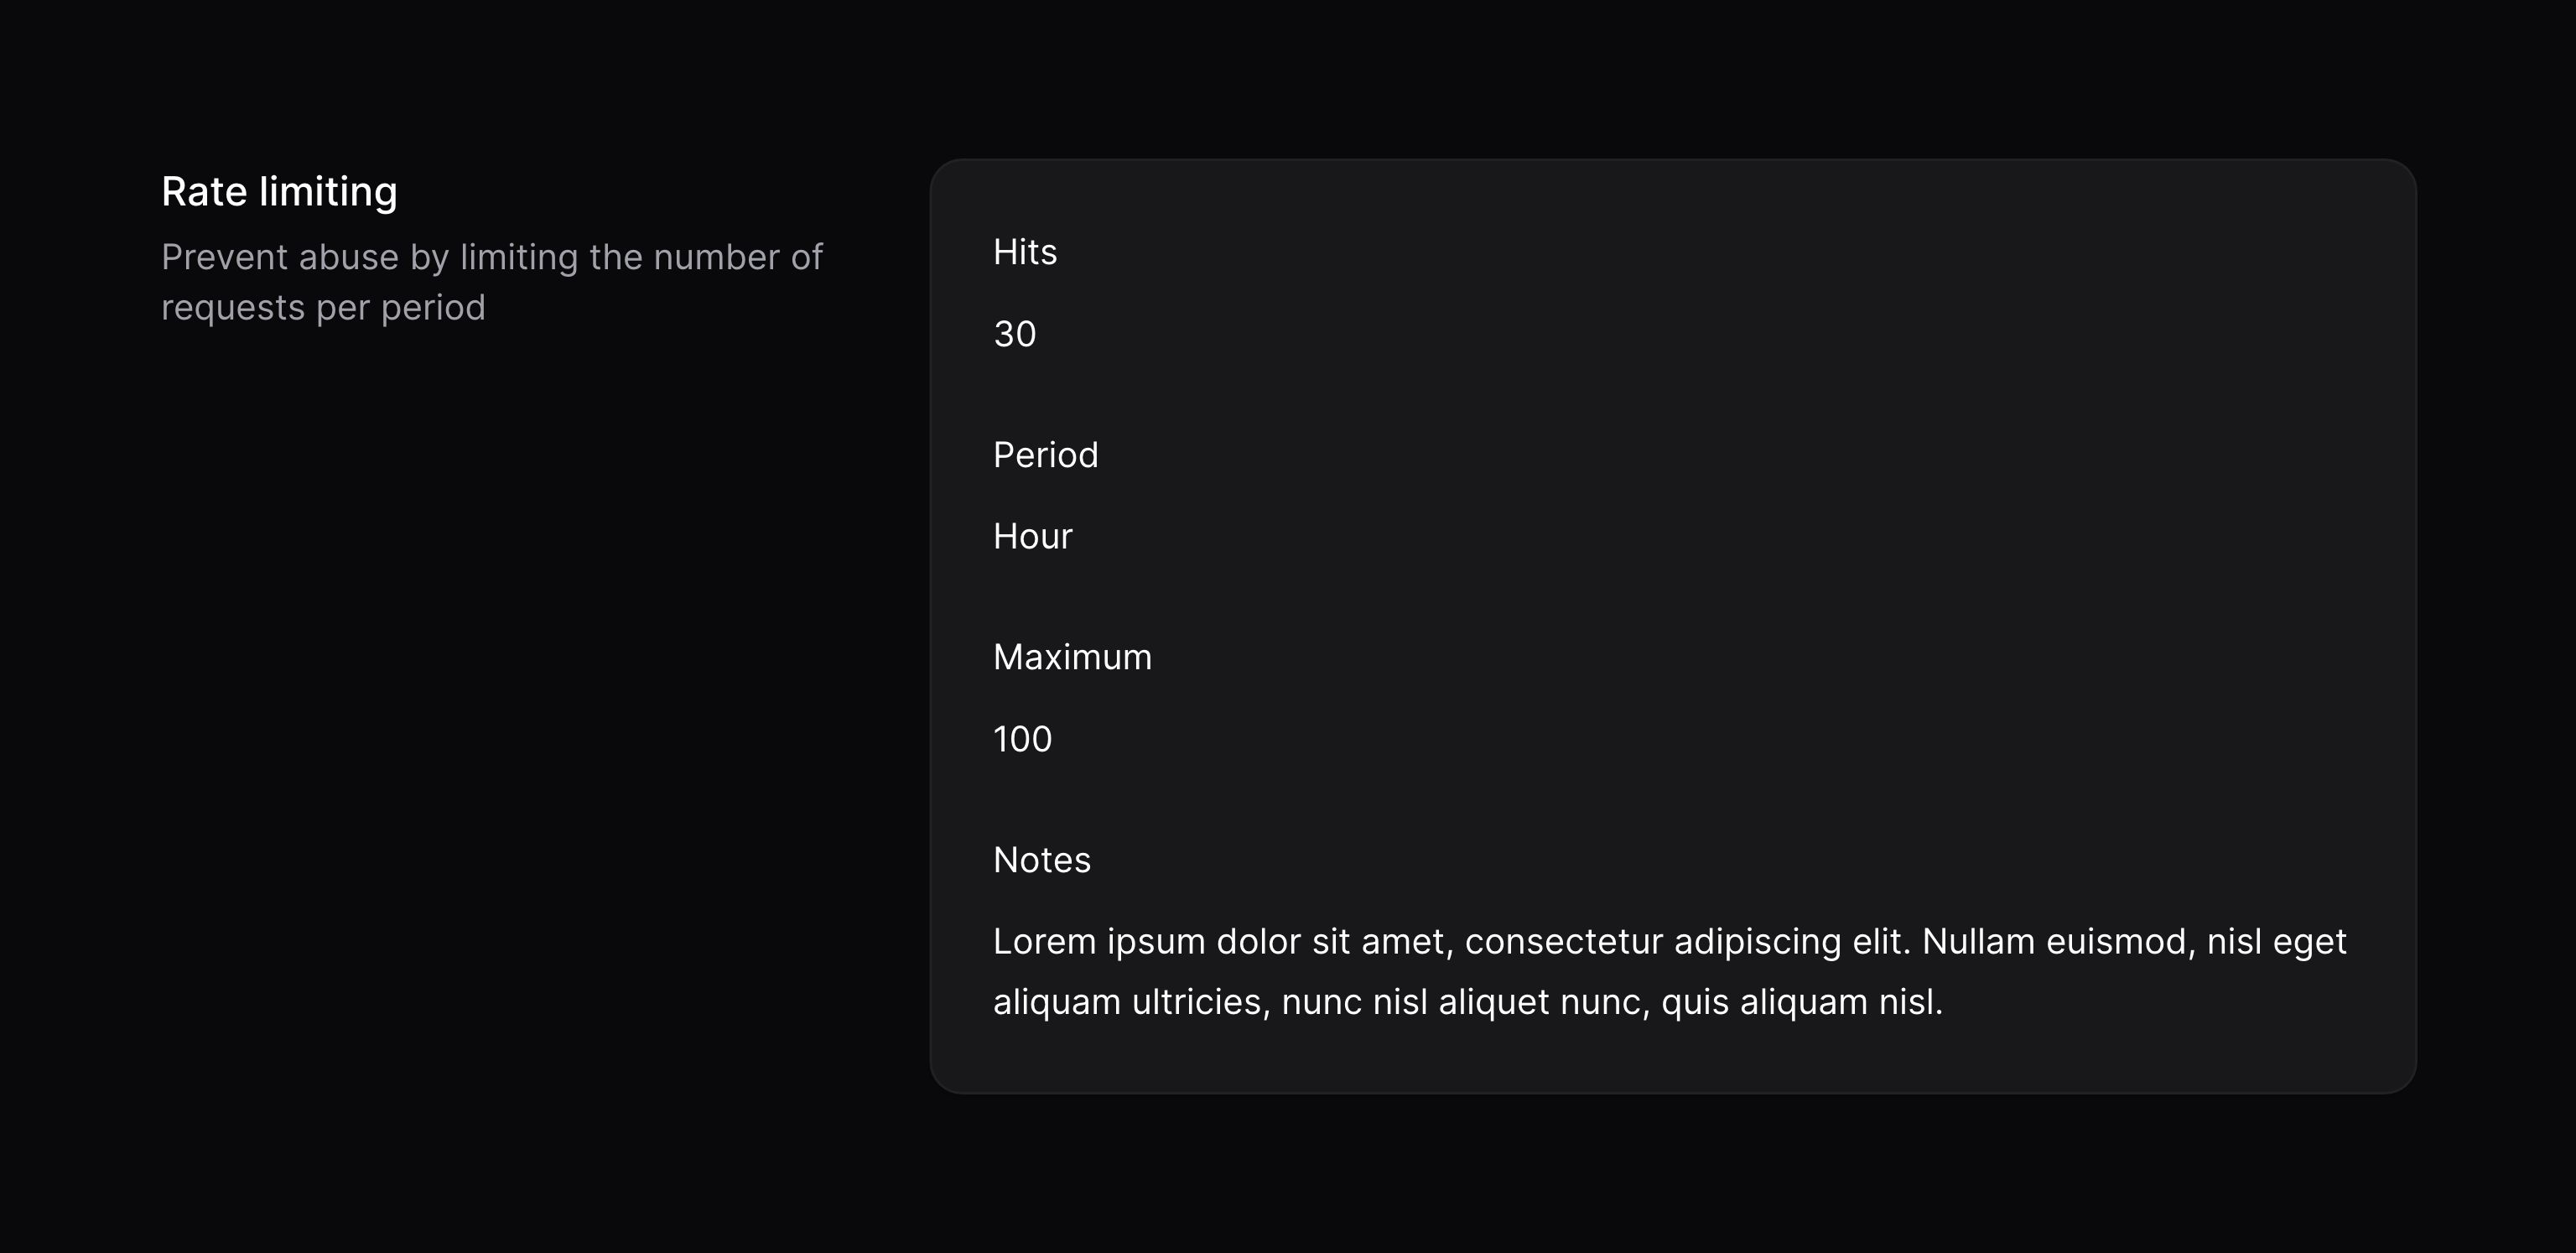 Rate limiting
Prevent abuse by limiting the number of
requests per period
Hits
30
Period
Hour
Maximum
100
Notes
Lorem ipsum dolor sit amet, consectetur adipiscing elit. Nullam euismod, nisl eget
aliquam ultricies, nunc nisl aliquet nunc, quis aliquam nisl.